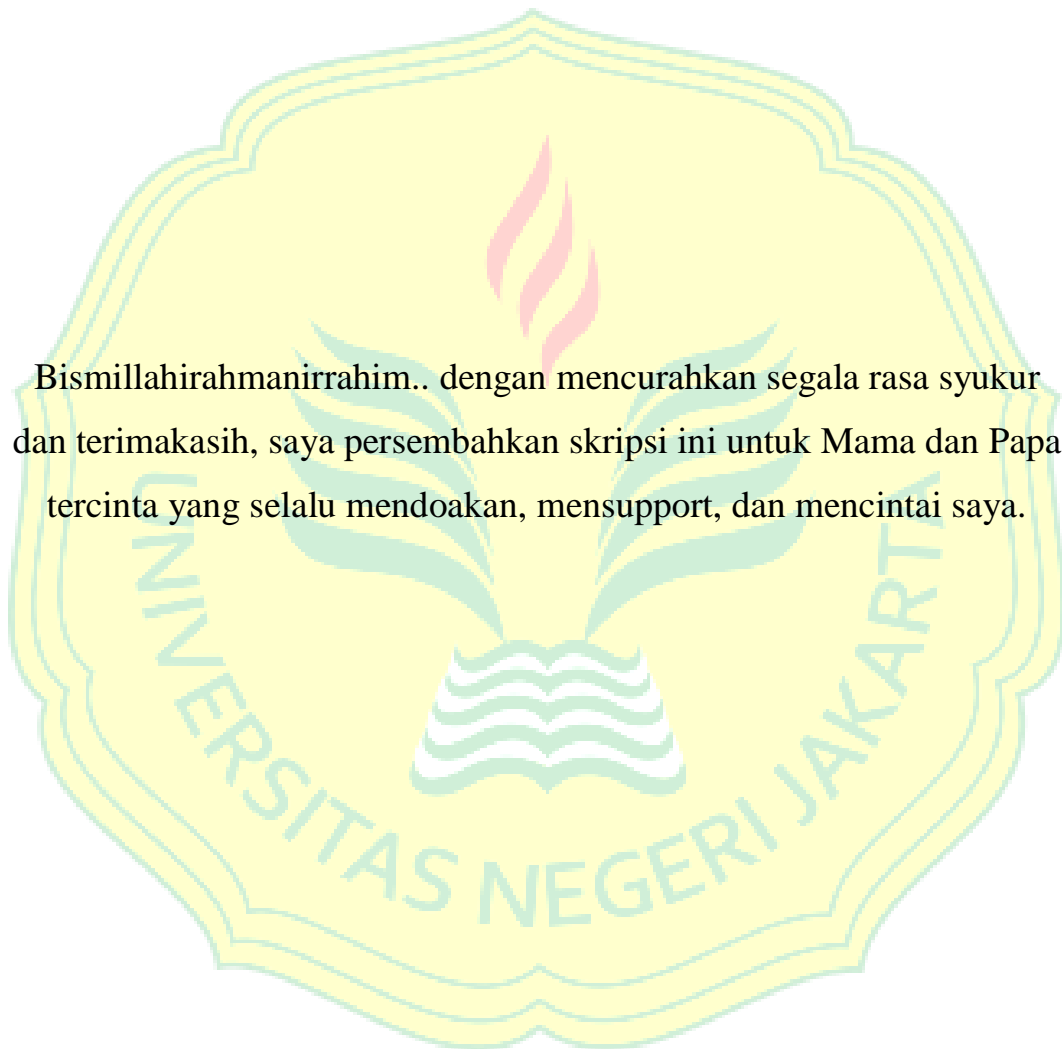 Bismillahirahmanirrahim.. dengan mencurahkan segala rasa syukur
dan terimakasih, saya persembahkan skripsi ini untuk Mama dan Papa
tercinta yang selalu mendoakan, mensupport, dan mencintai saya.
UNIVERSITAS NEGERI JAKARTA